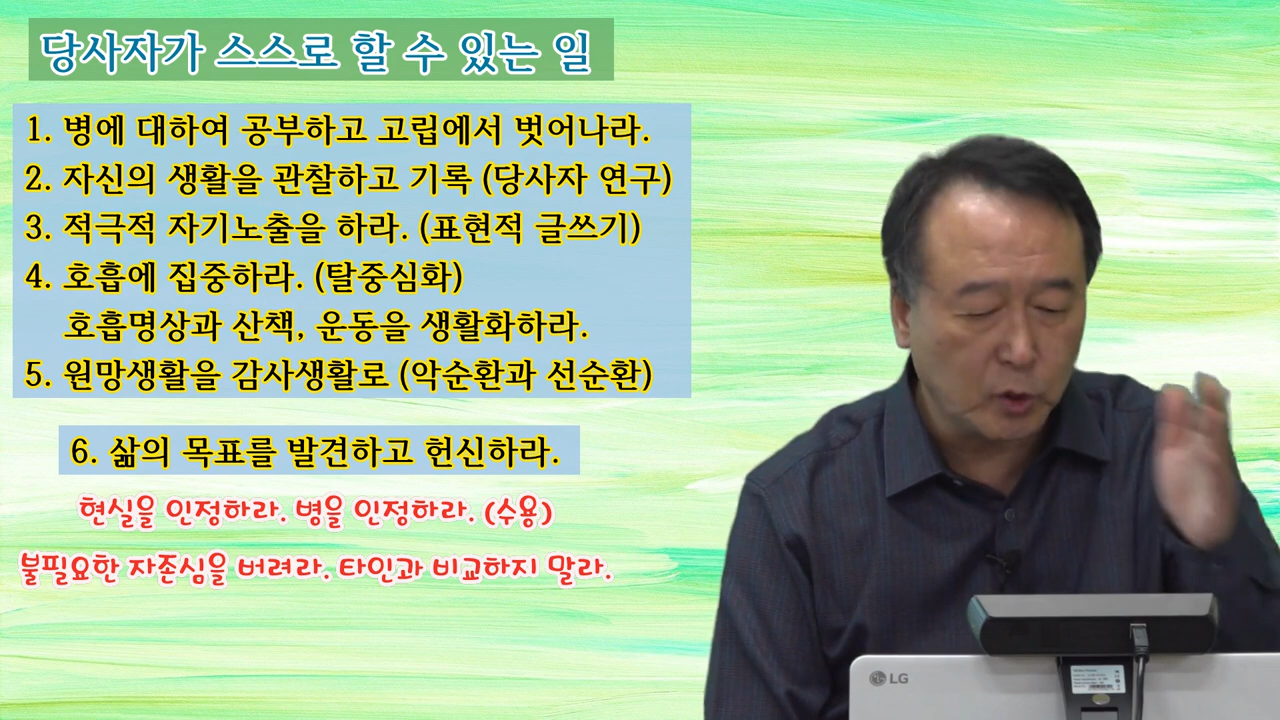 당사자가 스스로 할 수 있는 일
1. 병에 대하여 공부하고 고립에서 벗어나라.
2. 자신의 생활을 관찰하고 기록 (당사자 연구)
3. 적극적 자기노출을 하라. (표현적 글쓰기)
4. 호흡에 집중하라. (탈중심화)
호흡명상과 산책, 운동을 생활화하라.
5. 원망생활을 감사생활로 (악순환과 선순환)
6. 삶의 목표를 발견하고 헌신하라.
현실을 인정하라. 병을 인정하라. (수용)
불필요한 자존심을 버려라. 타인과 비교하지 말라.
LG